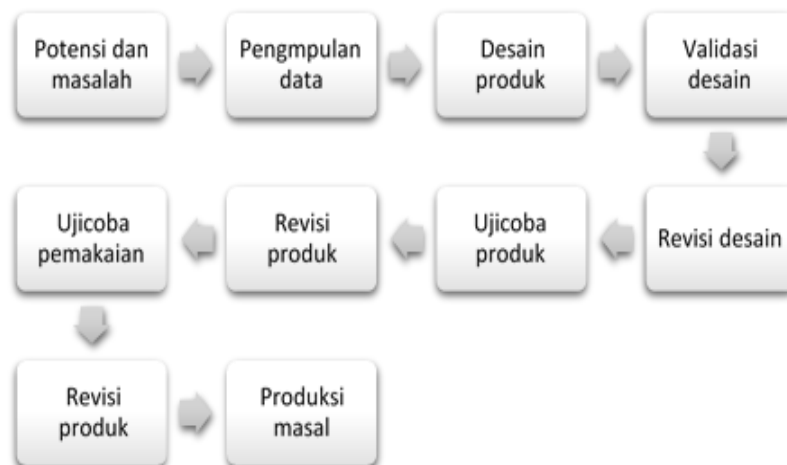 Potensi dan
masalah
Pengmpulan
data
Desain
produk
Validasi
desain
Revisi desain
Ujicoba
produk
Revisi
produk
Ujicoba
pemakaian
Revisi
produk
Produksi
masal